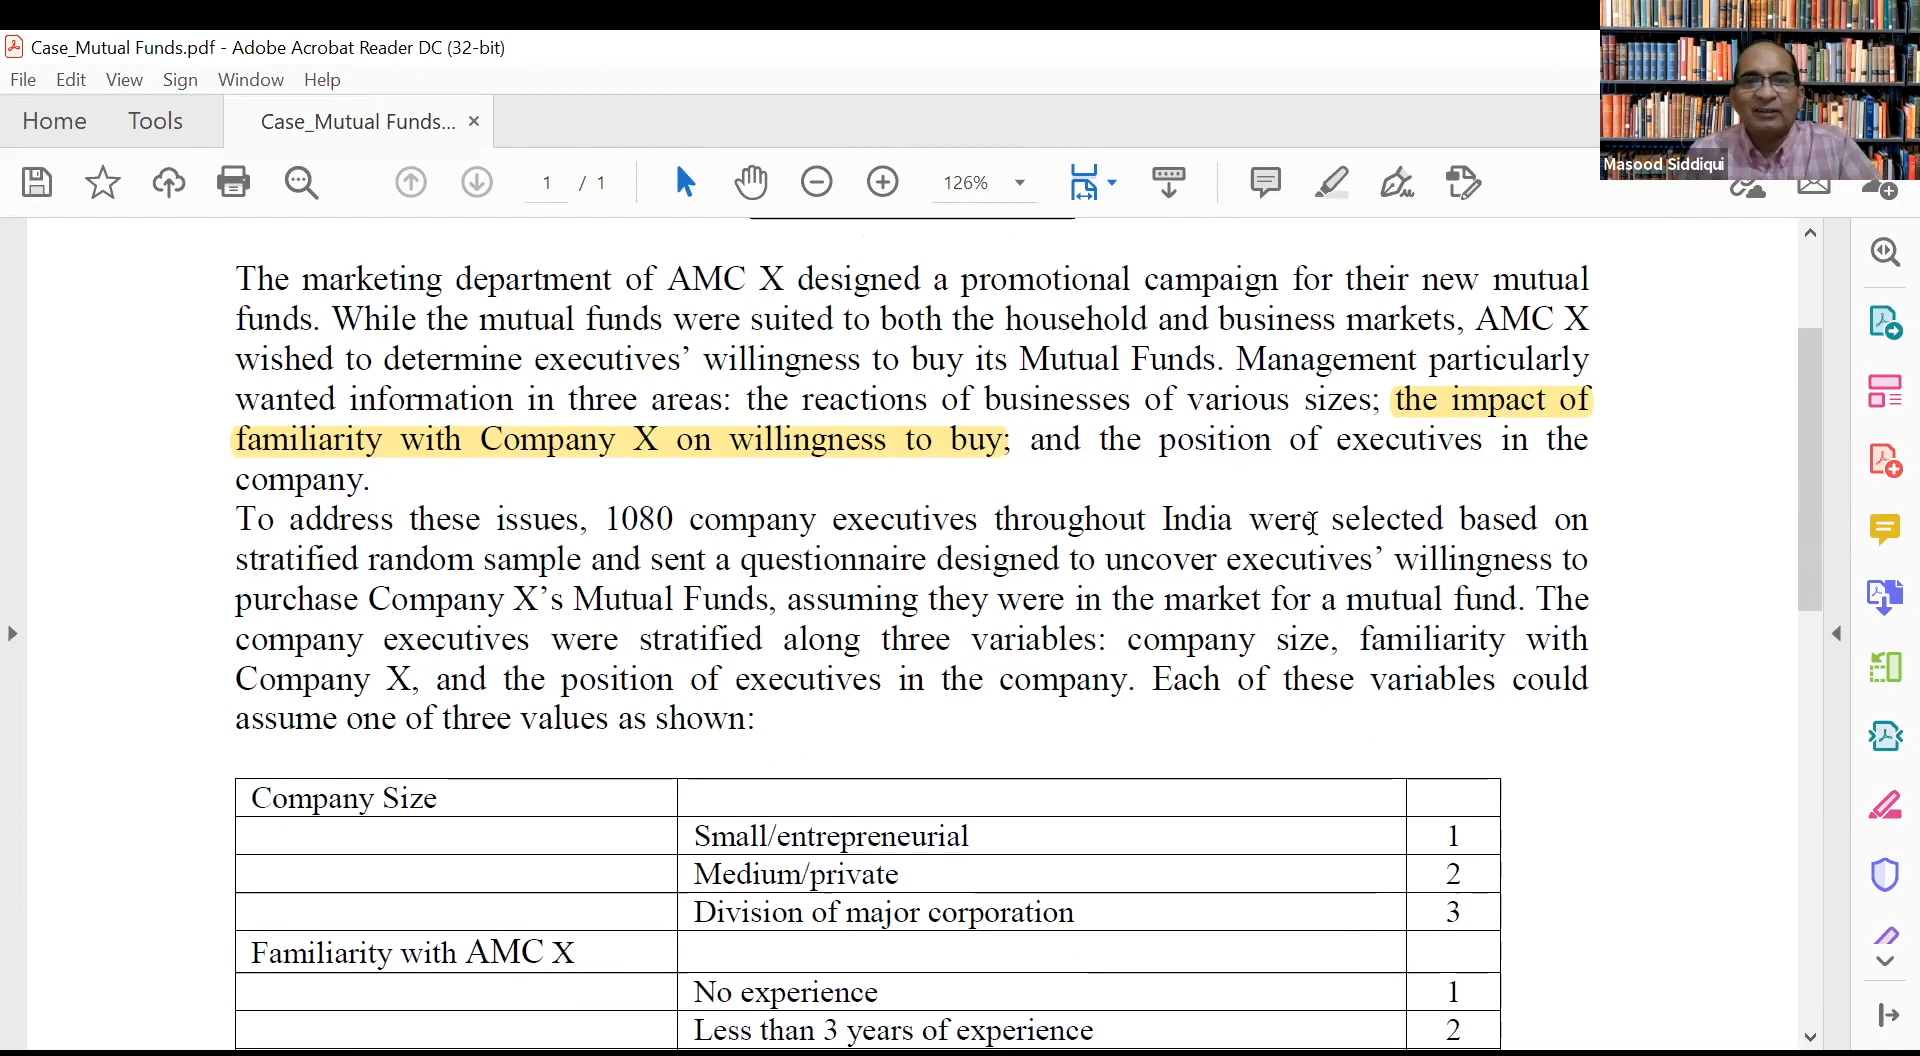 Case_Mutual Funds.pdf - Adobe Acrobat Reader DC (32-bit)
File Edit View Sign Window Help
Home Tools Case_Mutual Funds... ×
1 / 1 126%
Masood Siddiqui
The marketing department of AMC X designed a promotional campaign for their new mutual
funds. While the mutual funds were suited to both the household and business markets, AMC X
wished to determine executives’ willingness to buy its Mutual Funds. Management particularly
wanted information in three areas: the reactions of businesses of various sizes; the impact of
familiarity with Company X on willingness to buy; and the position of executives in the
company.
To address these issues, 1080 company executives throughout India were selected based on
stratified random sample and sent a questionnaire designed to uncover executives’ willingness to
purchase Company X’s Mutual Funds, assuming they were in the market for a mutual fund. The
company executives were stratified along three variables: company size, familiarity with
Company X, and the position of executives in the company. Each of these variables could
assume one of three values as shown:
Company Size
Small/entrepreneurial 1
Medium/private 2
Division of major corporation 3
Familiarity with AMC X
No experience 1
Less than 3 years of experience 2